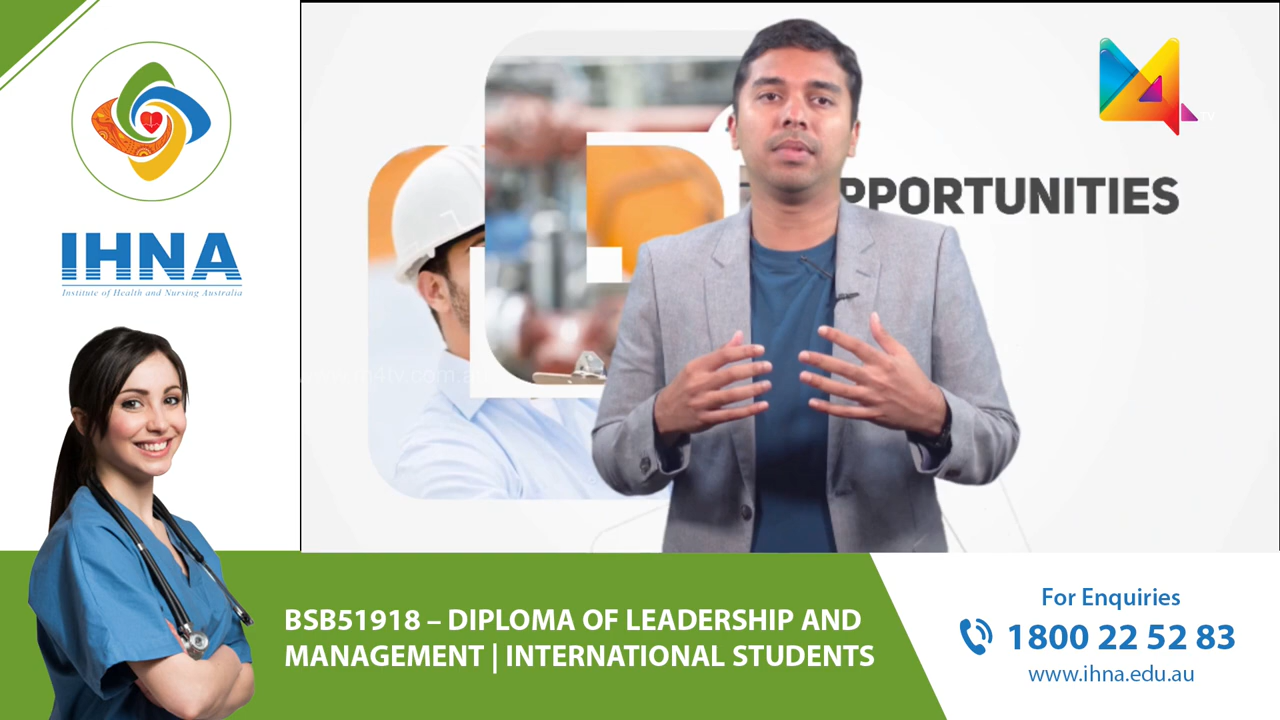 IHNA
Institute of Health and Nursing Australia
TV
PPORTUNITIES
BSB51918 – DIPLOMA OF LEADERSHIP AND
MANAGEMENT | INTERNATIONAL STUDENTS
For Enquiries
1800 22 52 83
www.ihna.edu.au